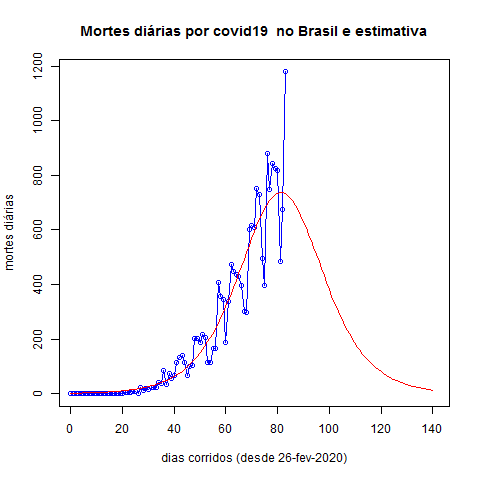 Mortes diárias por covid19  no Brasil e estimativa
mortes diárias
1200
1000
800
600
400
200
0
0 20 40 60 80 100 120 140
dias corridos (desde 26-fev-2020)